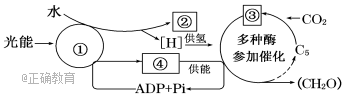 水
② 供氢 ③ CO₂
光能 ① [H] 多种酶
参加催化 C₅
@正确教育 ④ 供能
ADP+Pi (CH₂O)